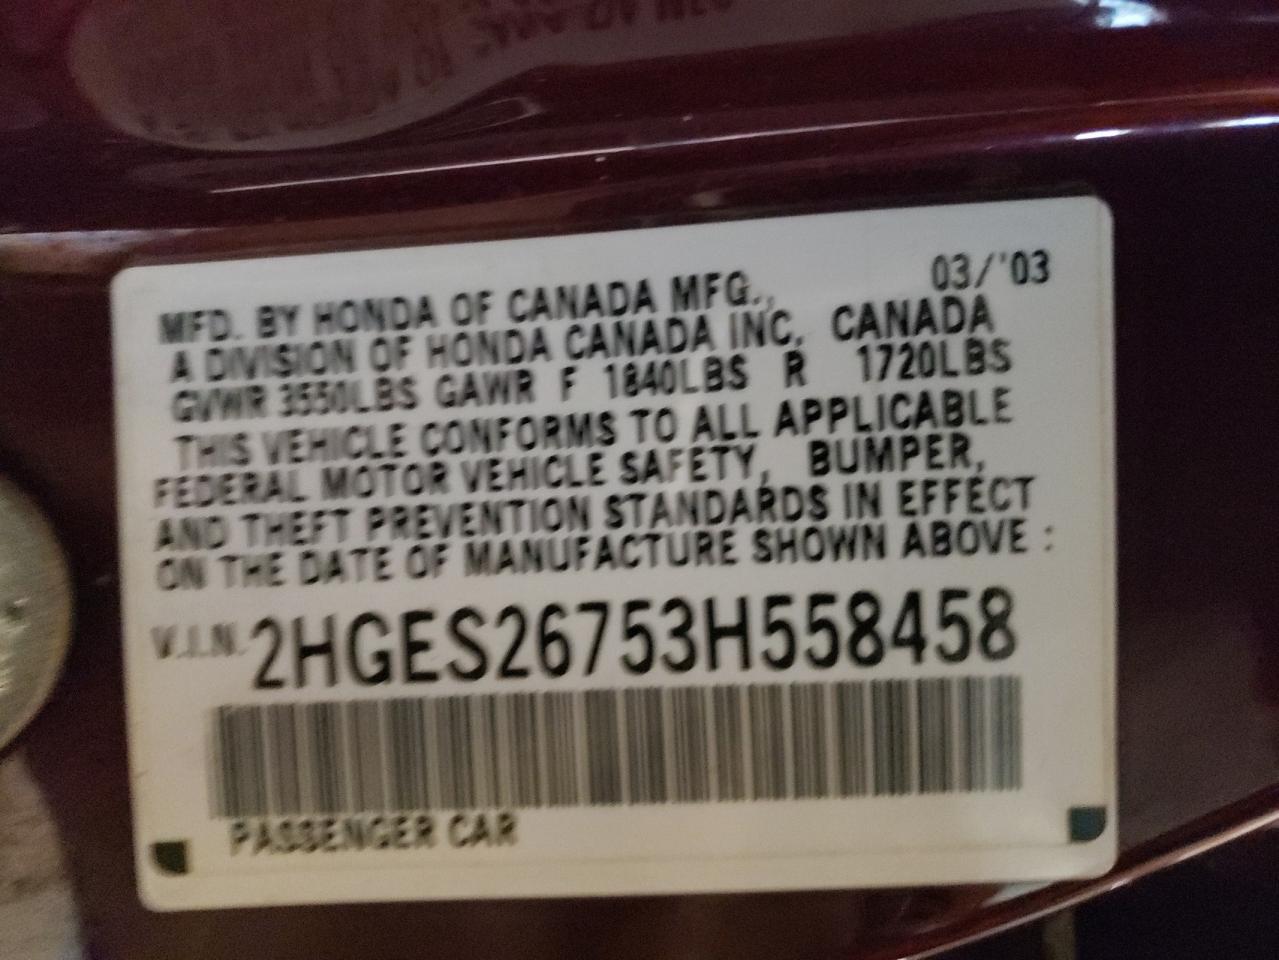 03/'03
MFD. BY HONDA OF CANADA MFG.,
A DIVISION OF HONDA CANADA INC, CANADA
GVWR 3550LBS GAWR F 1840LBS R 1720LBS
THIS VEHICLE CONFORMS TO ALL APPLICABLE
FEDERAL MOTOR VEHICLE SAFETY, BUMPER,
AND THEFT PREVENTION STANDARDS IN EFFECT
ON THE DATE OF MANUFACTURE SHOWN ABOVE :
V.I.N. 2HGES26753H558458
PASSENGER CAR